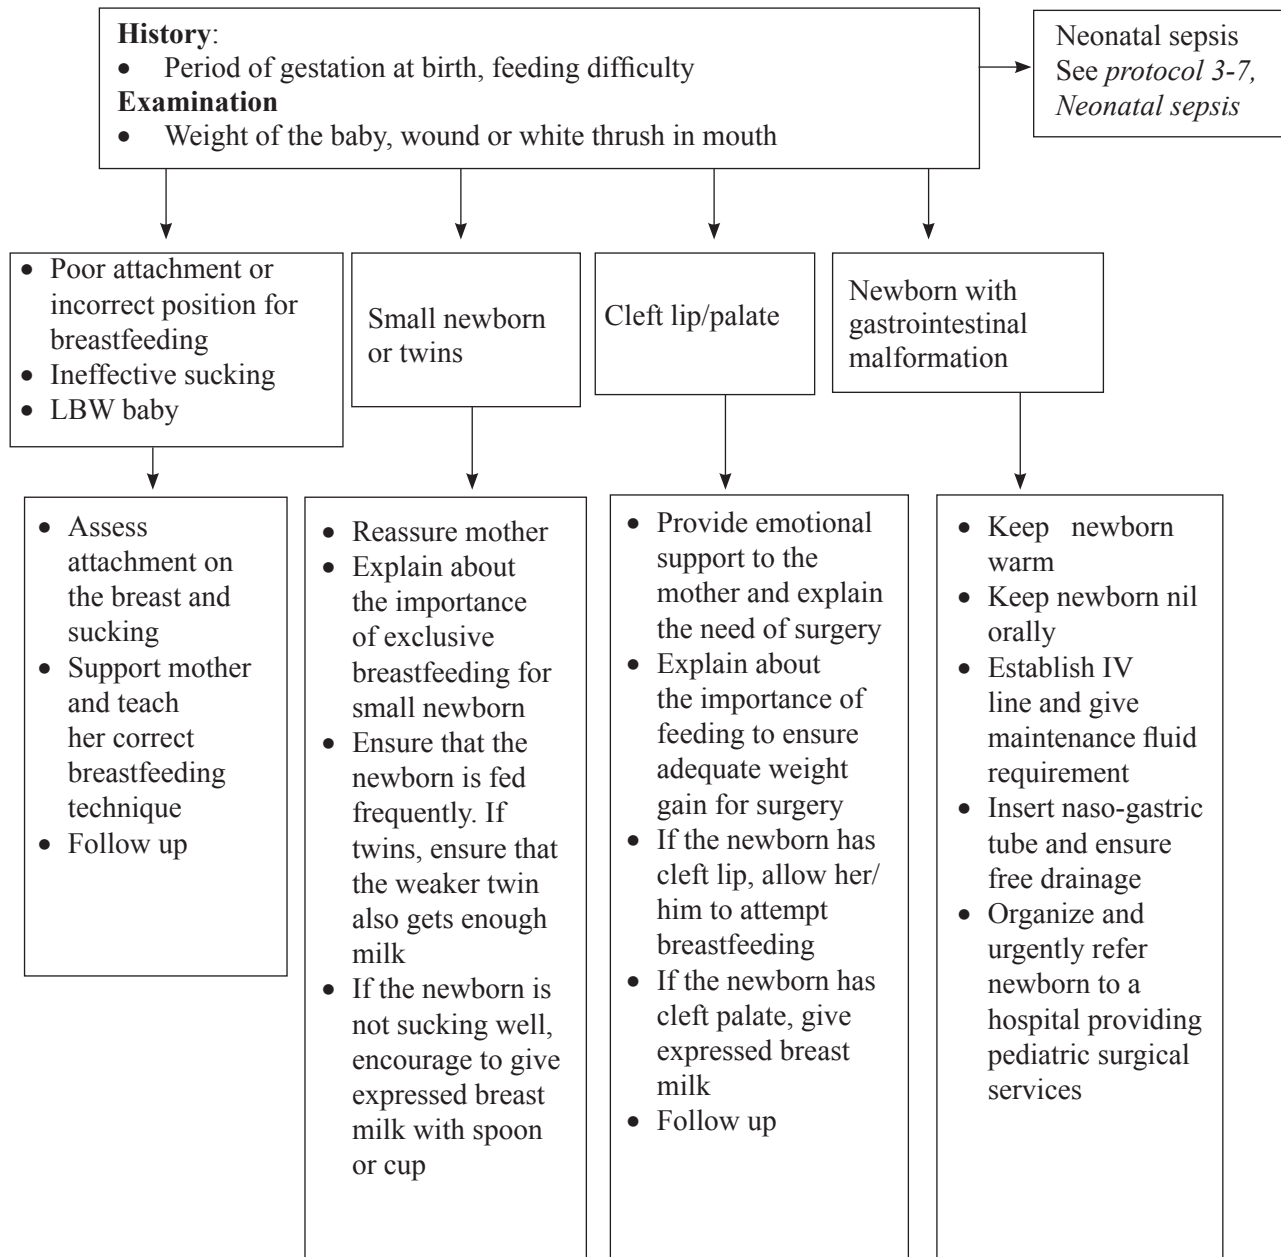 History:
• Period of gestation at birth, feeding difficulty
Examination
• Weight of the baby, wound or white thrush in mouth
Neonatal sepsis
See protocol 3-7,
Neonatal sepsis
• Poor attachment or
incorrect position for
breastfeeding
• Ineffective sucking
• LBW baby
Small newborn
or twins
Cleft lip/palate
Newborn with
gastrointestinal
malformation
• Assess
attachment on
the breast and
sucking
• Support mother
and teach
her correct
breastfeeding
technique
• Follow up
• Reassure mother
• Explain about
the importance
of exclusive
breastfeeding for
small newborn
• Ensure that the
newborn is fed
frequently. If
twins, ensure that
the weaker twin
also gets enough
milk
• If the newborn is
not sucking well,
encourage to give
expressed breast
milk with spoon
or cup
• Provide emotional
support to the
mother and explain
the need of surgery
• Explain about
the importance of
feeding to ensure
adequate weight
gain for surgery
• If the newborn has
cleft lip, allow her/
him to attempt
breastfeeding
• If the newborn has
cleft palate, give
expressed breast
milk
• Follow up
• Keep newborn
warm
• Keep newborn nil
orally
• Establish IV
line and give
maintenance fluid
requirement
• Insert naso-gastric
tube and ensure
free drainage
• Organize and
urgently refer
newborn to a
hospital providing
pediatric surgical
services